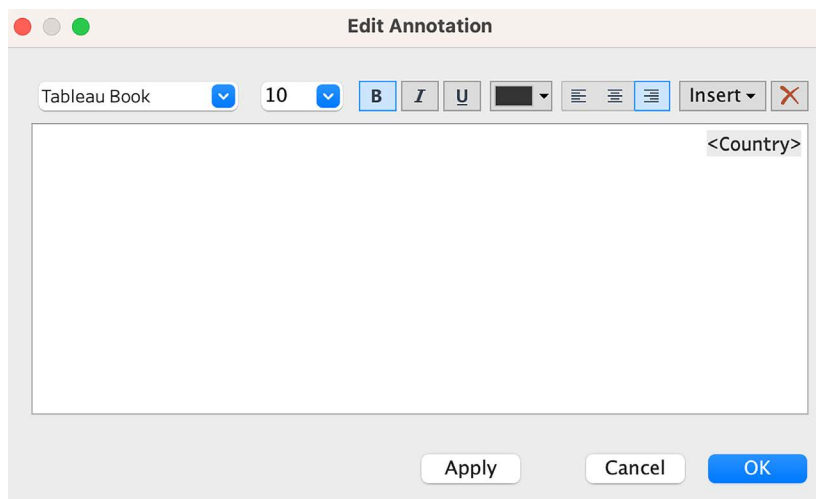 Edit Annotation
Tableau Book 10 B I U Insert
<Country>
Apply Cancel OK